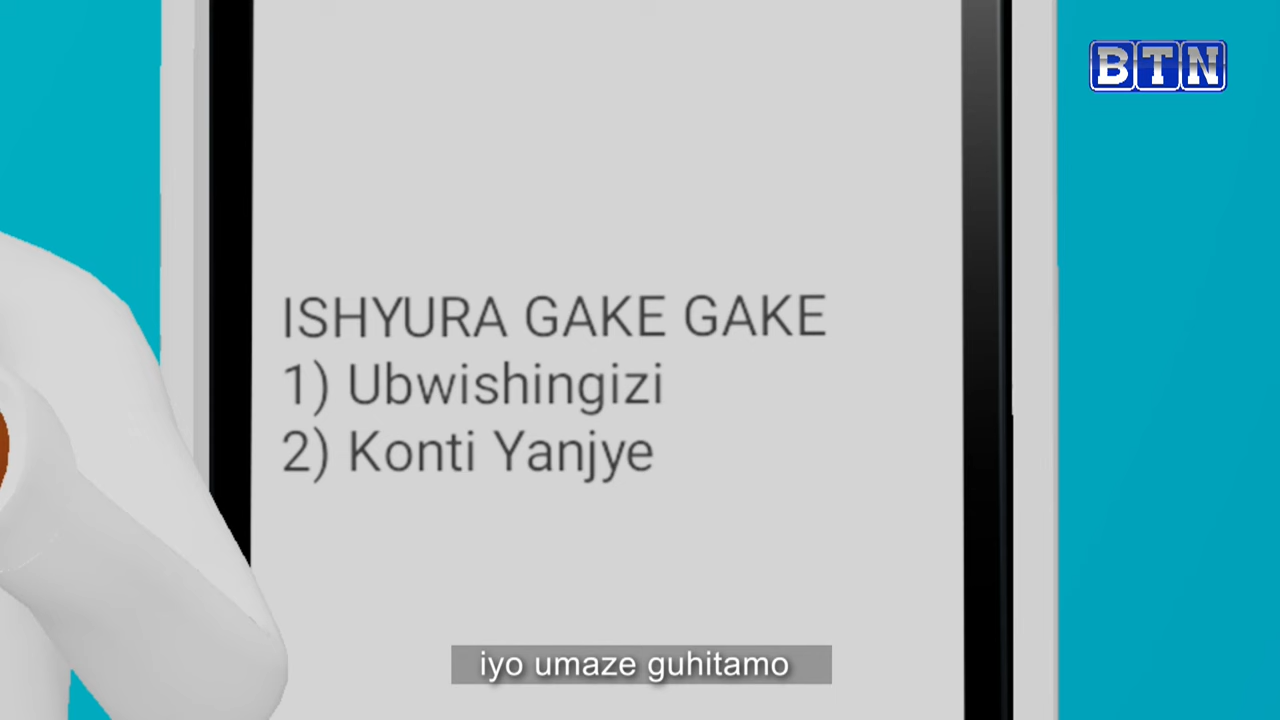 BTN
ISHYURA GAKE GAKE
1) Ubwishingizi
2) Konti Yanjye
iyo umaze guhitamo